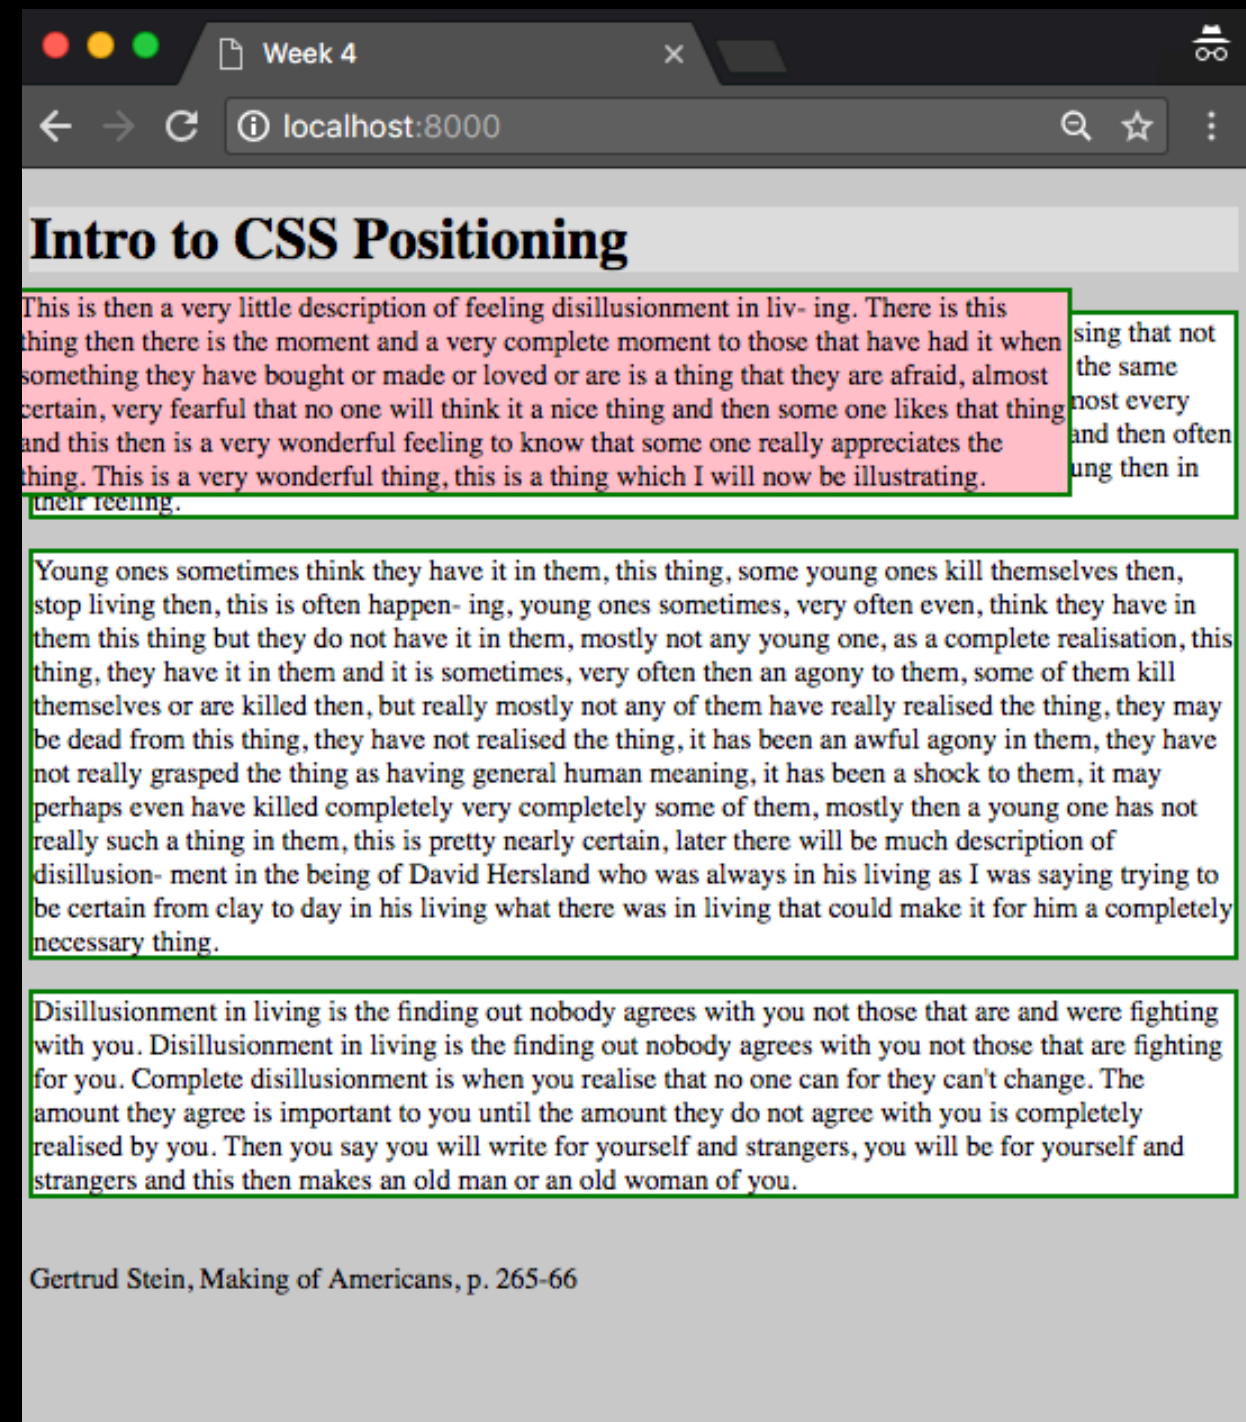 Week 4
localhost:8000
Intro to CSS Positioning
This is then a very little description of feeling disillusionment in liv- ing. There is this
thing then there is the moment and a very complete moment to those that have had it when
something they have bought or made or loved or are is a thing that they are afraid, almost
certain, very fearful that no one will think it a nice thing and then some one likes that thing
and this then is a very wonderful feeling to know that some one really appreciates the
thing. This is a very wonderful thing, this is a thing which I will now be illustrating.
sing that not
the same
most every
and then often
ung then in
their feeling.
Young ones sometimes think they have it in them, this thing, some young ones kill themselves then,
stop living then, this is often happen- ing, young ones sometimes, very often even, think they have in
them this thing but they do not have it in them, mostly not any young one, as a complete realisation, this
thing, they have it in them and it is sometimes, very often then an agony to them, some of them kill
themselves or are killed then, but really mostly not any of them have really realised the thing, they may
be dead from this thing, they have not realised the thing, it has been an awful agony in them, they have
not really grasped the thing as having general human meaning, it has been a shock to them, it may
perhaps even have killed completely very completely some of them, mostly then a young one has not
really such a thing in them, this is pretty nearly certain, later there will be much description of
disillusion- ment in the being of David Hersland who was always in his living as I was saying trying to
be certain from clay to day in his living what there was in living that could make it for him a completely
necessary thing.
Disillusionment in living is the finding out nobody agrees with you not those that are and were fighting
with you. Disillusionment in living is the finding out nobody agrees with you not those that are fighting
for you. Complete disillusionment is when you realise that no one can for they can't change. The
amount they agree is important to you until the amount they do not agree with you is completely
realised by you. Then you say you will write for yourself and strangers, you will be for yourself and
strangers and this then makes an old man or an old woman of you.
Gertrud Stein, Making of Americans, p. 265-66